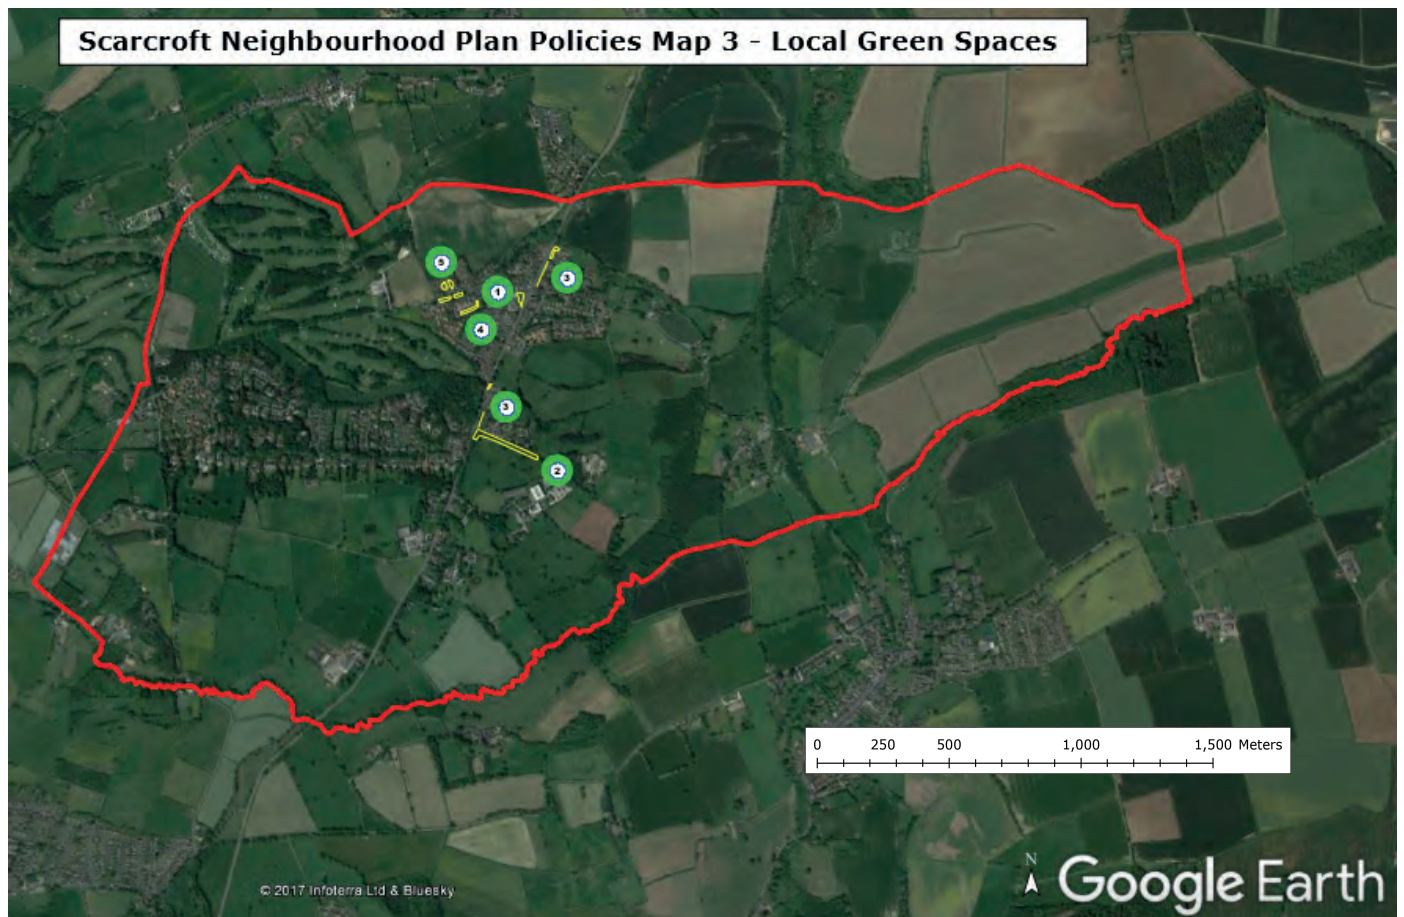 Scarcroft Neighbourhood Plan Policies Map 3 - Local Green Spaces
5
1
3
4
3
2
0 250 500 1,000 1,500 Meters
N
Google Earth
© 2017 Infoterra Ltd & Bluesky